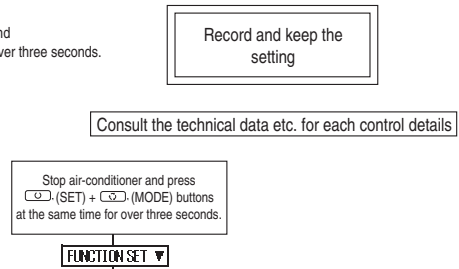 nd
ver three seconds.
Record and keep the
setting
Consult the technical data etc. for each control details
Stop air-conditioner and press
(SET) + (MODE) buttons
at the same time for over three seconds.
FUNCTION SET ▼